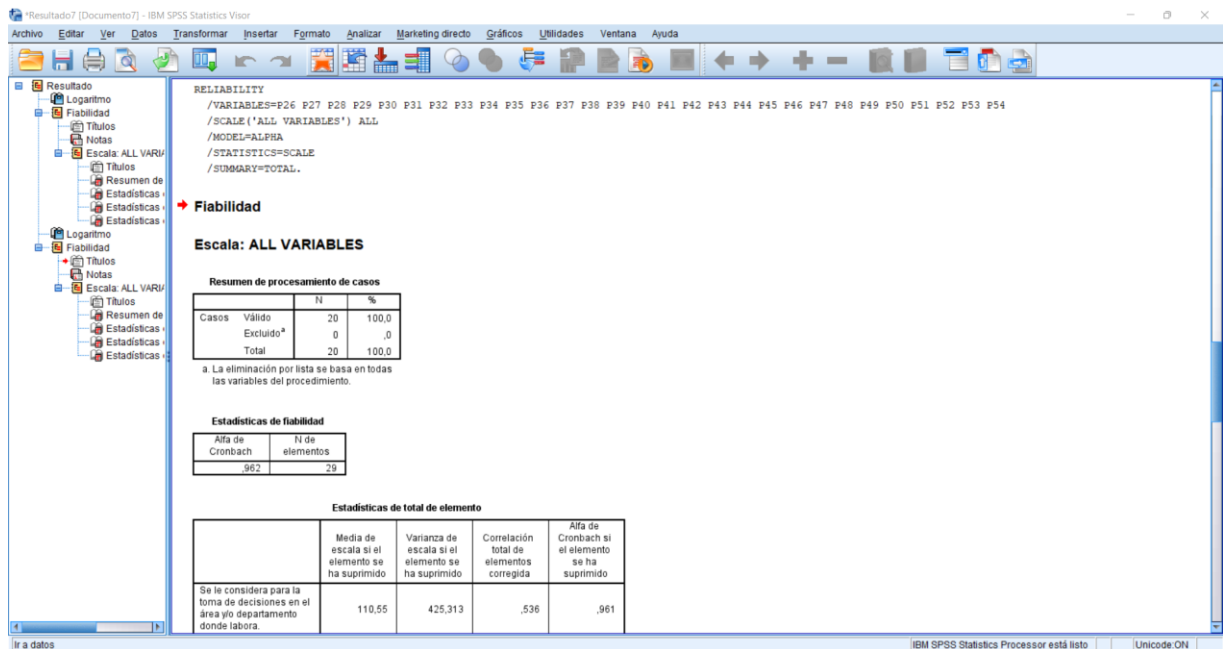 *Resultado7 [Documento7] - IBM SPSS Statistics Visor
Archivo Editar Ver Datos Transformar Insertar Formato Analizar Marketing directo Gráficos Utilidades Ventana Ayuda
Resultado
Logaritmo
Fiabilidad
Títulos
Notas
Escala: ALL VARIA
Títulos
Resumen de
Estadísticas
Estadísticas
Estadísticas
Logaritmo
Fiabilidad
Títulos
Notas
Escala: ALL VARIA
Títulos
Resumen de
Estadísticas
Estadísticas
Estadísticas
RELIABILITY
/VARIABLES=P26 P27 P28 P29 P30 P31 P32 P33 P34 P35 P36 P37 P38 P39 P40 P41 P42 P43 P44 P45 P46 P47 P48 P49 P50 P51 P52 P53 P54
/SCALE('ALL VARIABLES') ALL
/MODEL=ALPHA
/STATISTICS=SCALE
/SUMMARY=TOTAL.
Fiabilidad
Escala: ALL VARIABLES
Resumen de procesamiento de casos
N %
Casos Válido 20 100,0
Excluido a 0 ,0
Total 20 100,0
a. La eliminación por lista se basa en todas
las variables del procedimiento.
Estadísticas de fiabilidad
Alfa de Cronbach N de elementos
,962 29
Estadísticas de total de elemento
Media de escala si el elemento se ha suprimido Varianza de escala si el elemento se ha suprimido Correlación total de elementos corregida Alfa de Cronbach si el elemento se ha suprimido
Se le considera para la
toma de decisiones en el
área y/o departamento
donde labora.
110,55 425,313 ,536 ,961
Ir a datos
IBM SPSS Statistics Processor está listo
Unicode:ON